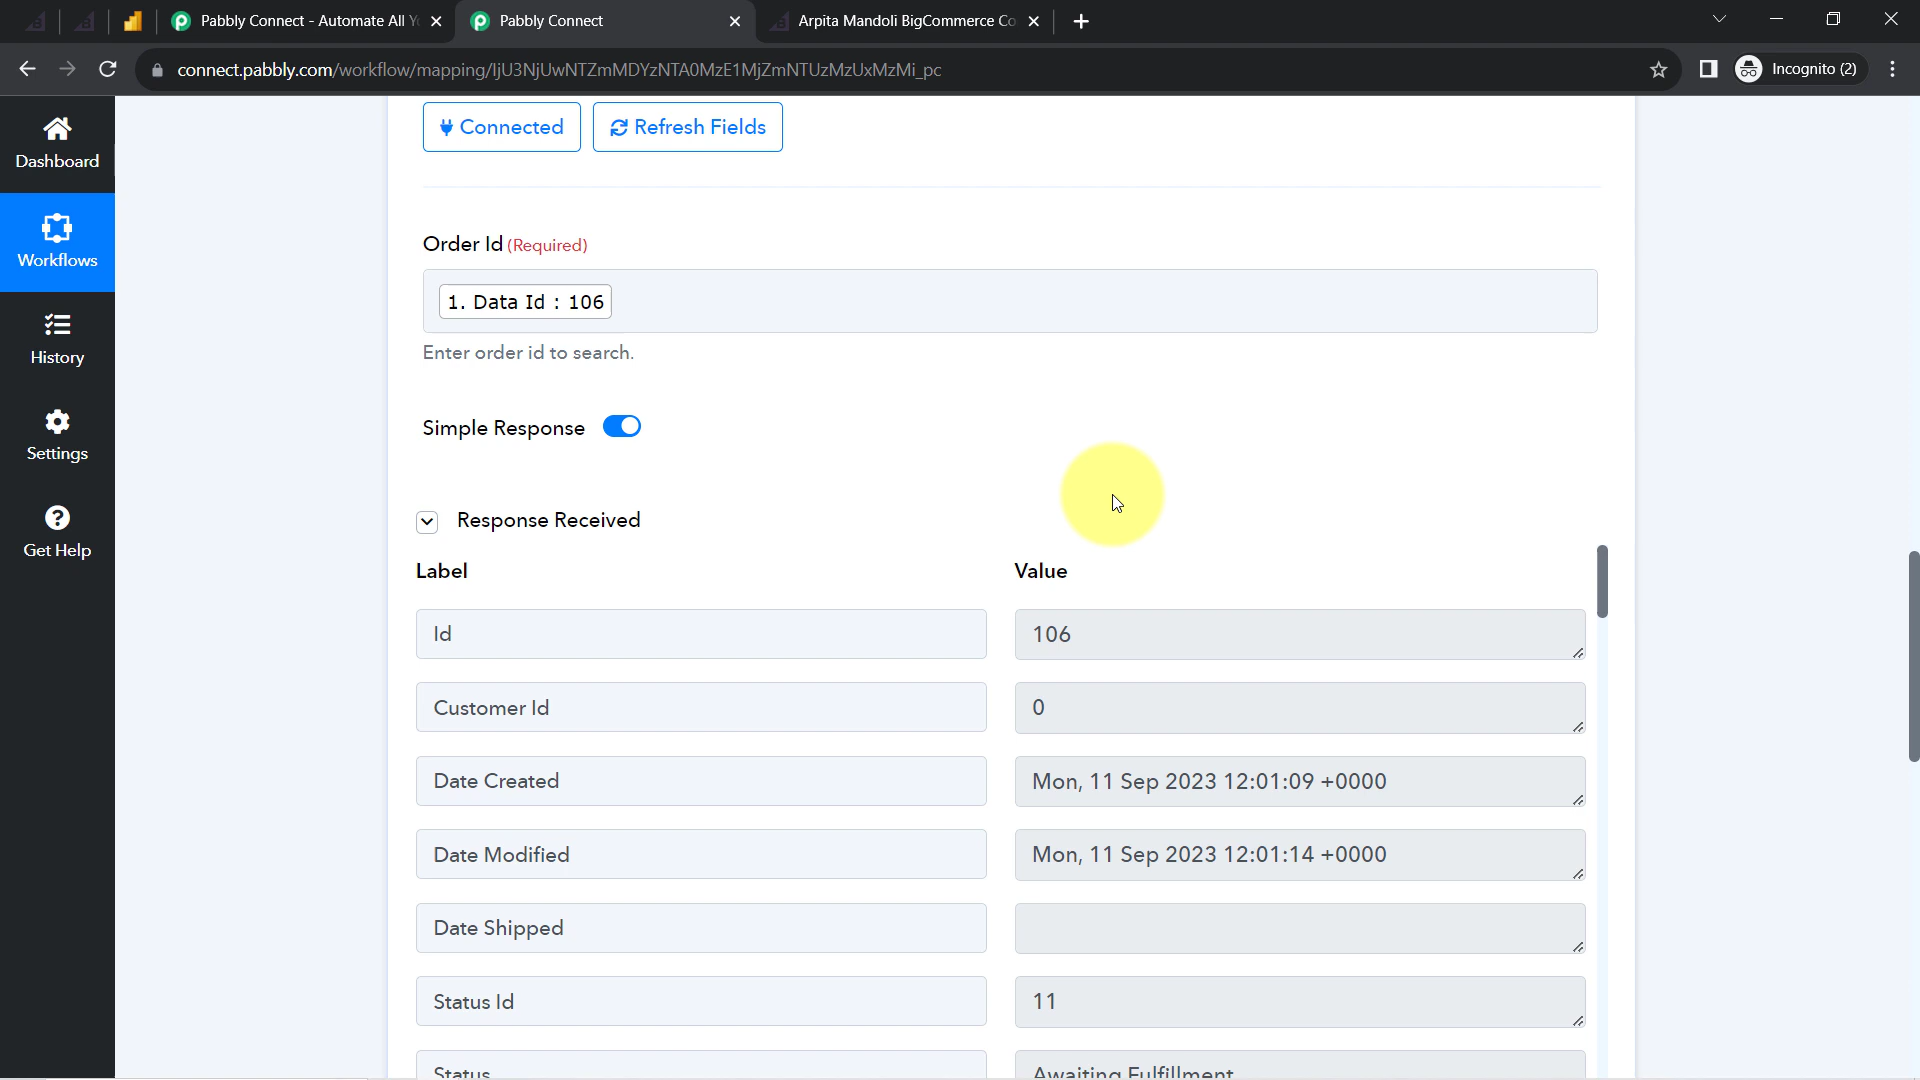 Pabbly Connect - Automate All Y
Pabbly Connect
Arpita Mandoli BigCommerce Co
connect.pabbly.com/workflow/mapping/IjU3NjUwNTZmMDYzNTA0MzE1MjZmNTUzMzUxMzMi_pc
Incognito (2)
Dashboard
Workflows
History
Settings
Get Help
Connected
Refresh Fields
Order Id (Required)
1. Data Id : 106
Enter order id to search.
Simple Response
Response Received
Label Value
Id 106
Customer Id 0
Date Created Mon, 11 Sep 2023 12:01:09 +0000
Date Modified Mon, 11 Sep 2023 12:01:14 +0000
Date Shipped
Status Id 11
Status Awaiting Fulfillment